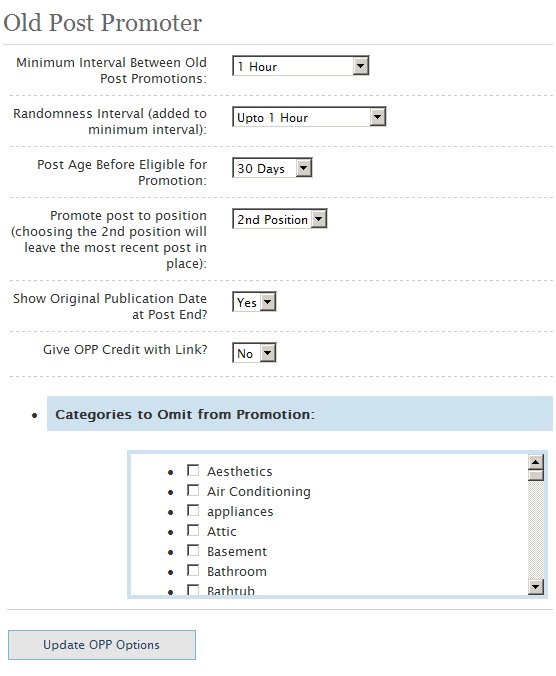 Old Post Promoter
Minimum Interval Between Old
Post Promotions:
1 Hour
Randomness Interval (added to
minimum interval):
Upto 1 Hour
Post Age Before Eligible for
Promotion:
30 Days
Promote post to position
(choosing the 2nd position will
leave the most recent post in
place):
2nd Position
Show Original Publication Date
at Post End?
Yes
Give OPP Credit with Link?
No
Categories to Omit from Promotion:
Aesthetics
Air Conditioning
appliances
Attic
Basement
Bathroom
Bathtub
Update OPP Options